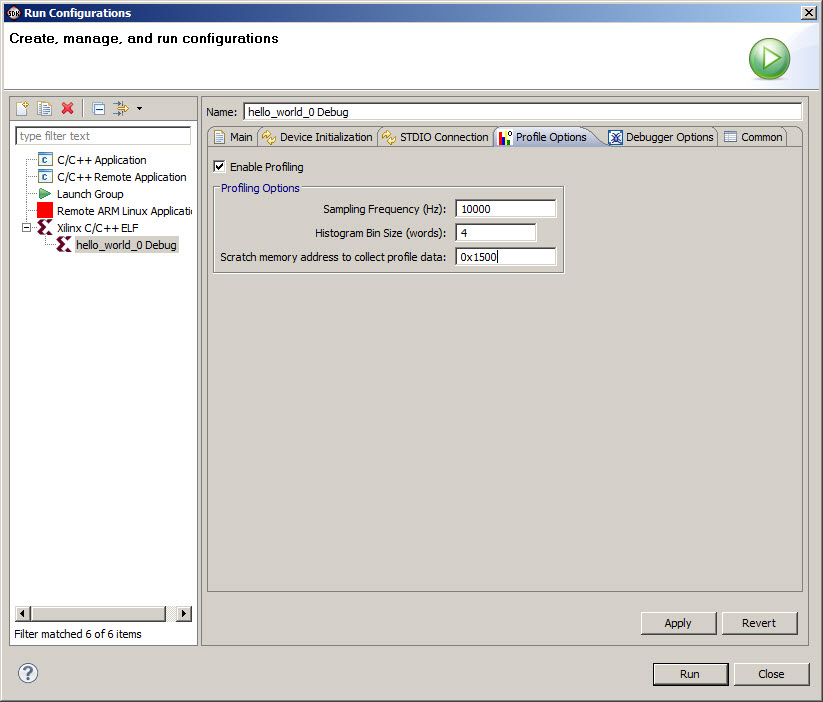 Run Configurations
Create, manage, and run configurations
Name: hello_world_0 Debug
type filter text
Main Device Initialization STDIO Connection Profile Options Debugger Options Common
C/C++ Application
C/C++ Remote Application
Launch Group
Remote ARM Linux Applicati
Xilinx C/C++ ELF
hello_world_0 Debug
Enable Profiling
Profiling Options
Sampling Frequency (Hz): 10000
Histogram Bin Size (words): 4
Scratch memory address to collect profile data: 0x1500
Filter matched 6 of 6 items
Apply Revert
Run Close